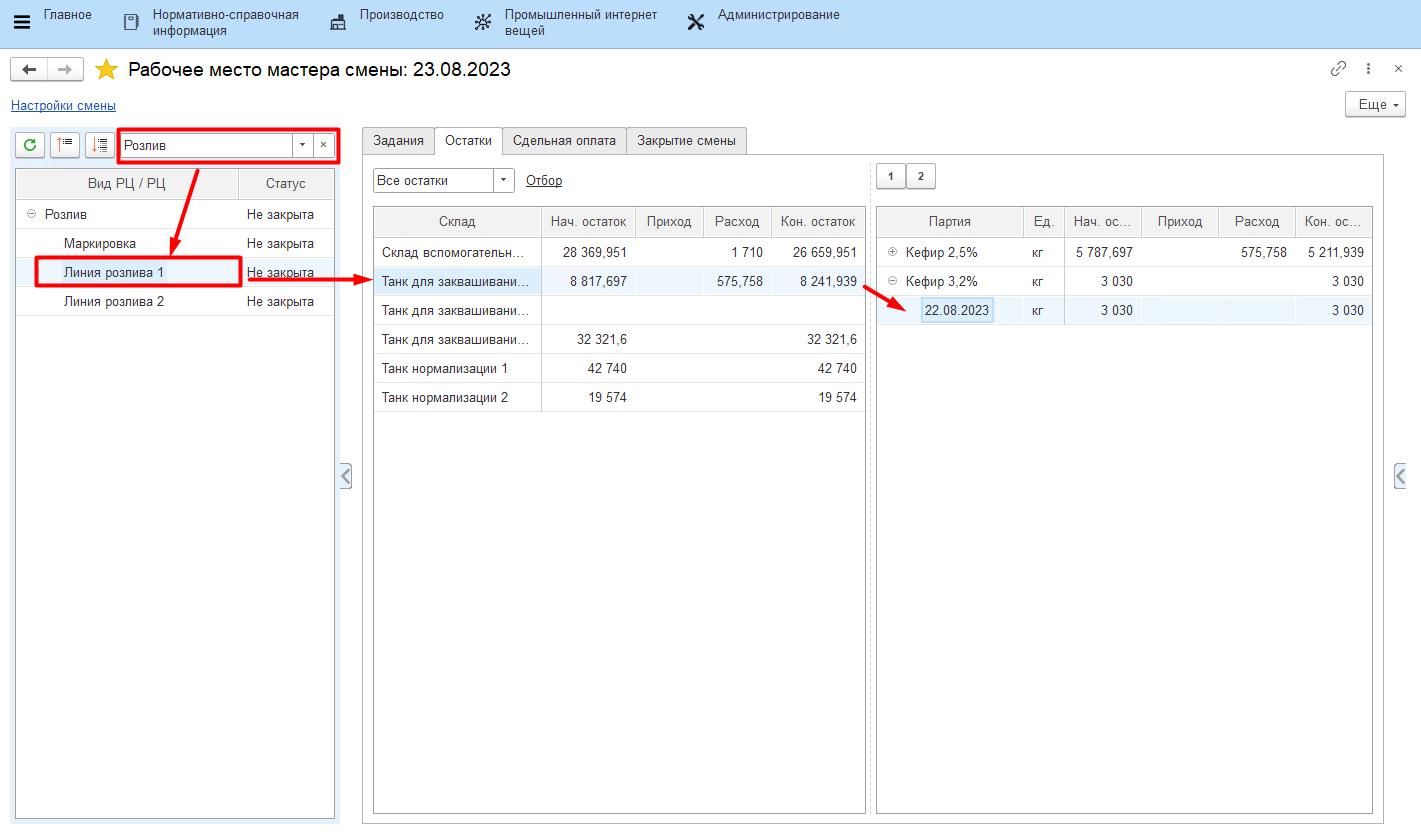 Главное
Нормативно-справочная
информация
Производство
Промышленный интернет
вещей
Администрирование
Рабочее место мастера смены: 23.08.2023
Настройки смены
Еще
Розлив
Вид РЦ / РЦ Статус
Розлив Не закрыта
Маркировка Не закрыта
Линия розлива 1 Не закрыта
Линия розлива 2 Не закрыта
Задания Остатки Сдельная оплата Закрытие смены
Все остатки Отбор
Склад Нач. остаток Приход Расход Кон. остаток
Склад вспомогательн... 28 369,951 1 710 26 659,951
Танк для заквашивани... 8 817,697 575,758 8 241,939
Танк для заквашивани...
Танк для заквашивани... 32 321,6 32 321,6
Танк нормализации 1 42 740 42 740
Танк нормализации 2 19 574 19 574
1 2
Партия Ед. Нач. ос... Приход Расход Кон. ос...
Кефир 2,5% кг 5 787,697 575,758 5 211,939
Кефир 3,2% кг 3 030 3 030
22.08.2023 кг 3 030 3 030